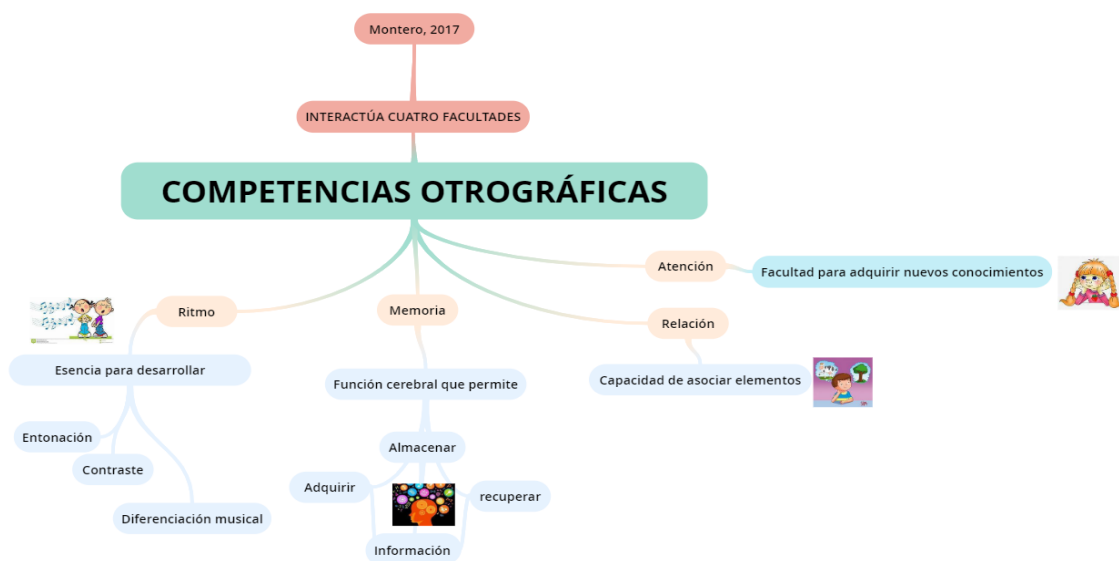 Montero, 2017
INTERACTÚA CUATRO FACULTADES
COMPETENCIAS OTROGRÁFICAS
Ritmo
Esencia para desarrollar
Entonación
Contraste
Diferenciación musical
Memoria
Función cerebral que permite
Almacenar
Adquirir
recuperar
Información
Atención
Facultad para adquirir nuevos conocimientos
Relación
Capacidad de asociar elementos